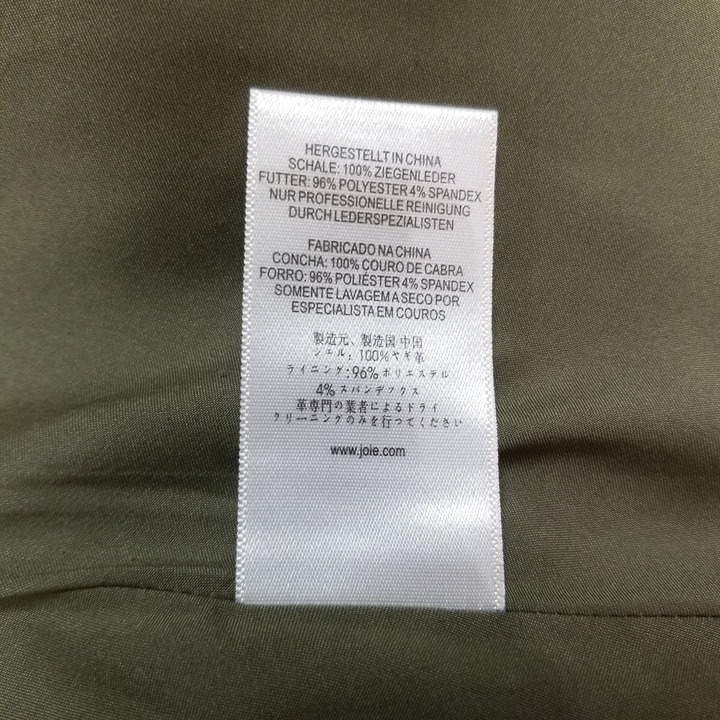 HERGESTELLT IN CHINA
SCHALE: 100% ZIEGENLEDER
FUTTER: 96% POLYESTER 4% SPANDEX
NUR PROFESSIONELLE REINIGUNG
DURCH LEDERSPEZIALISTEN
FABRICADO NA CHINA
CONCHA: 100% COURO DE CABRA
FORRO: 96% POLIÉSTER 4% SPANDEX
SOMENTE LAVAGEM A SECO POR
ESPECIALISTA EM COUROS
製造元、製造国 中国
シェル: 100% ヤギ革
ライニング:96% ポリエステル
4% スパンデックス
革専門の業者によるドライ
クリーニングのみを行ってください
www.joie.com